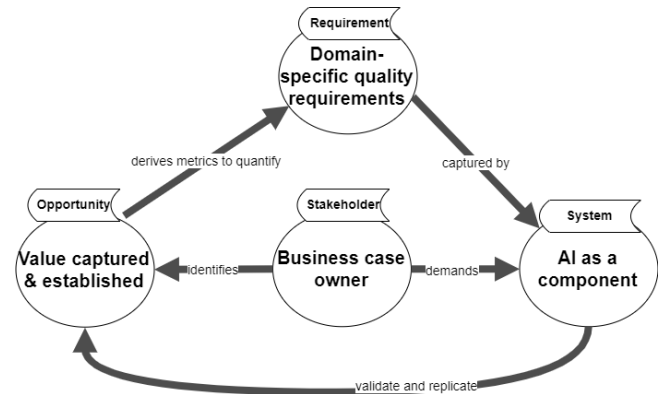 Requirement
Domain-
specific quality
requirements
derives metrics to quantify
captured by
Opportunity
Value captured
& established
identifies
Stakeholder
Business case
owner
demands
System
AI as a
component
validate and replicate